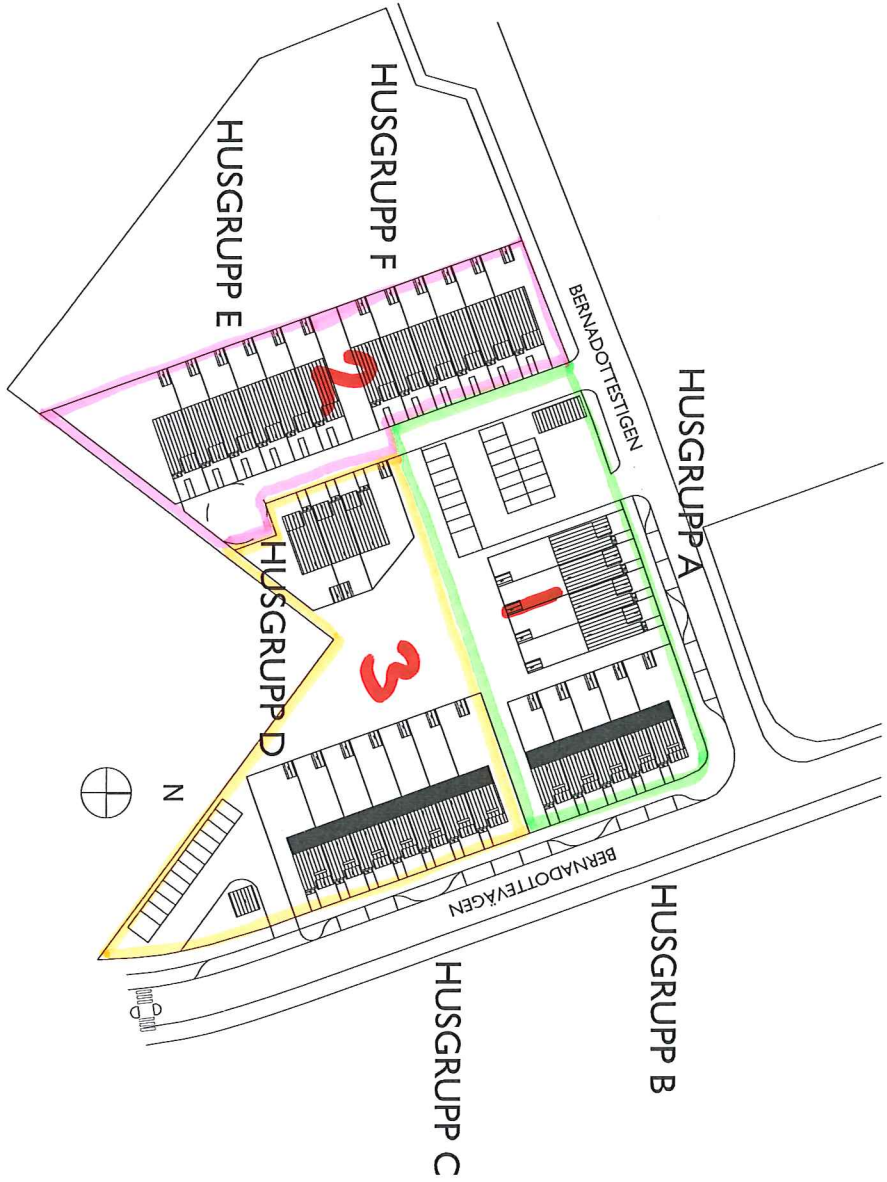 HUSGRUPP F
HUSGRUPP E
BERNADOTTESTIGEN
HUSGRUPP A
2
1
3
HUSGRUPP D
N
BERNADOTTEVÄGEN
HUSGRUPP B
HUSGRUPP C